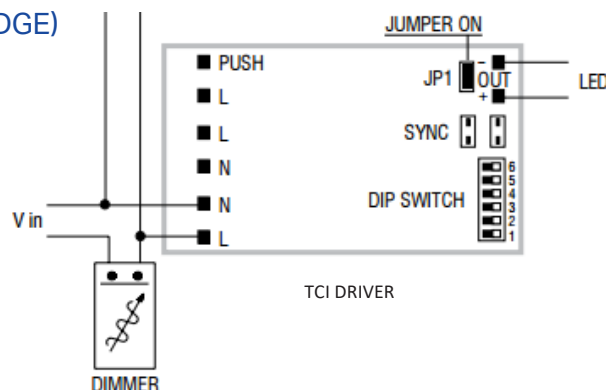 DGE)
JUMPER ON
PUSH
JP1
-
OUT
+
LED
L
L
SYNC
N
N
L
DIP SWITCH
6
5
4
3
2
1
V in
TCI DRIVER
DIMMER